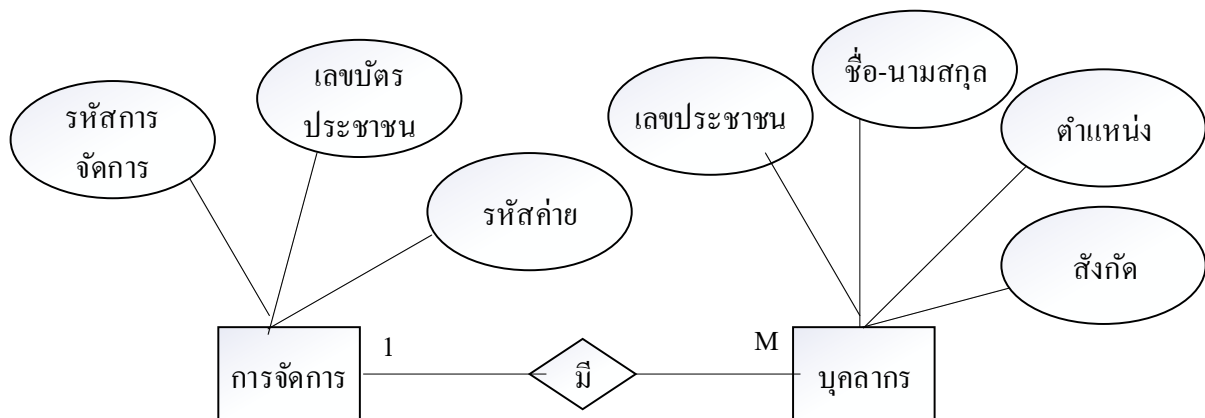 รหัสการ
จัดการ
เลขบัตร
ประชาชน
รหัสค่าย
เลขประชาชน
ชื่อ-นามสกุล
ตำแหน่ง
สังกัด
การจัดการ
1
มี
M
บุคลากร